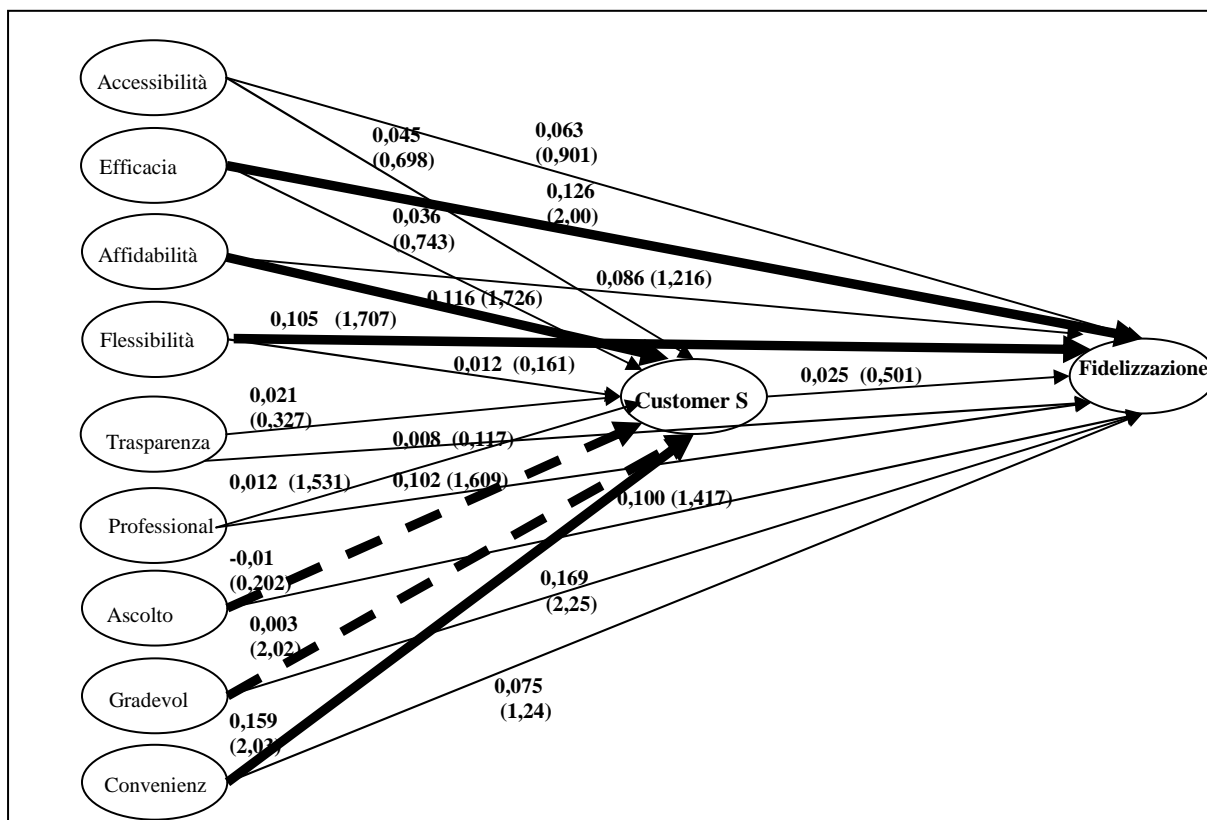 Accessibilità
0,045
(0,698)
0,063
(0,901)
Efficacia
0,126
(2,00)
0,036
(0,743)
Affidabilità
0,086 (1,216)
0,116 (1,726)
0,105 (1,707)
Flessibilità
0,012 (0,161)
Fidelizzazione
0,025 (0,501)
Customer S
0,021
(0,327)
Trasparenza
0,008 (0,117)
0,012 (1,531)
0,102 (1,609)
0,100 (1,417)
Professional
-0,01
(0,202)
Ascolto
0,169
(2,25)
0,003
(2,02)
Gradevol
0,075
(1,24)
0,159
(2,03)
Convenienz